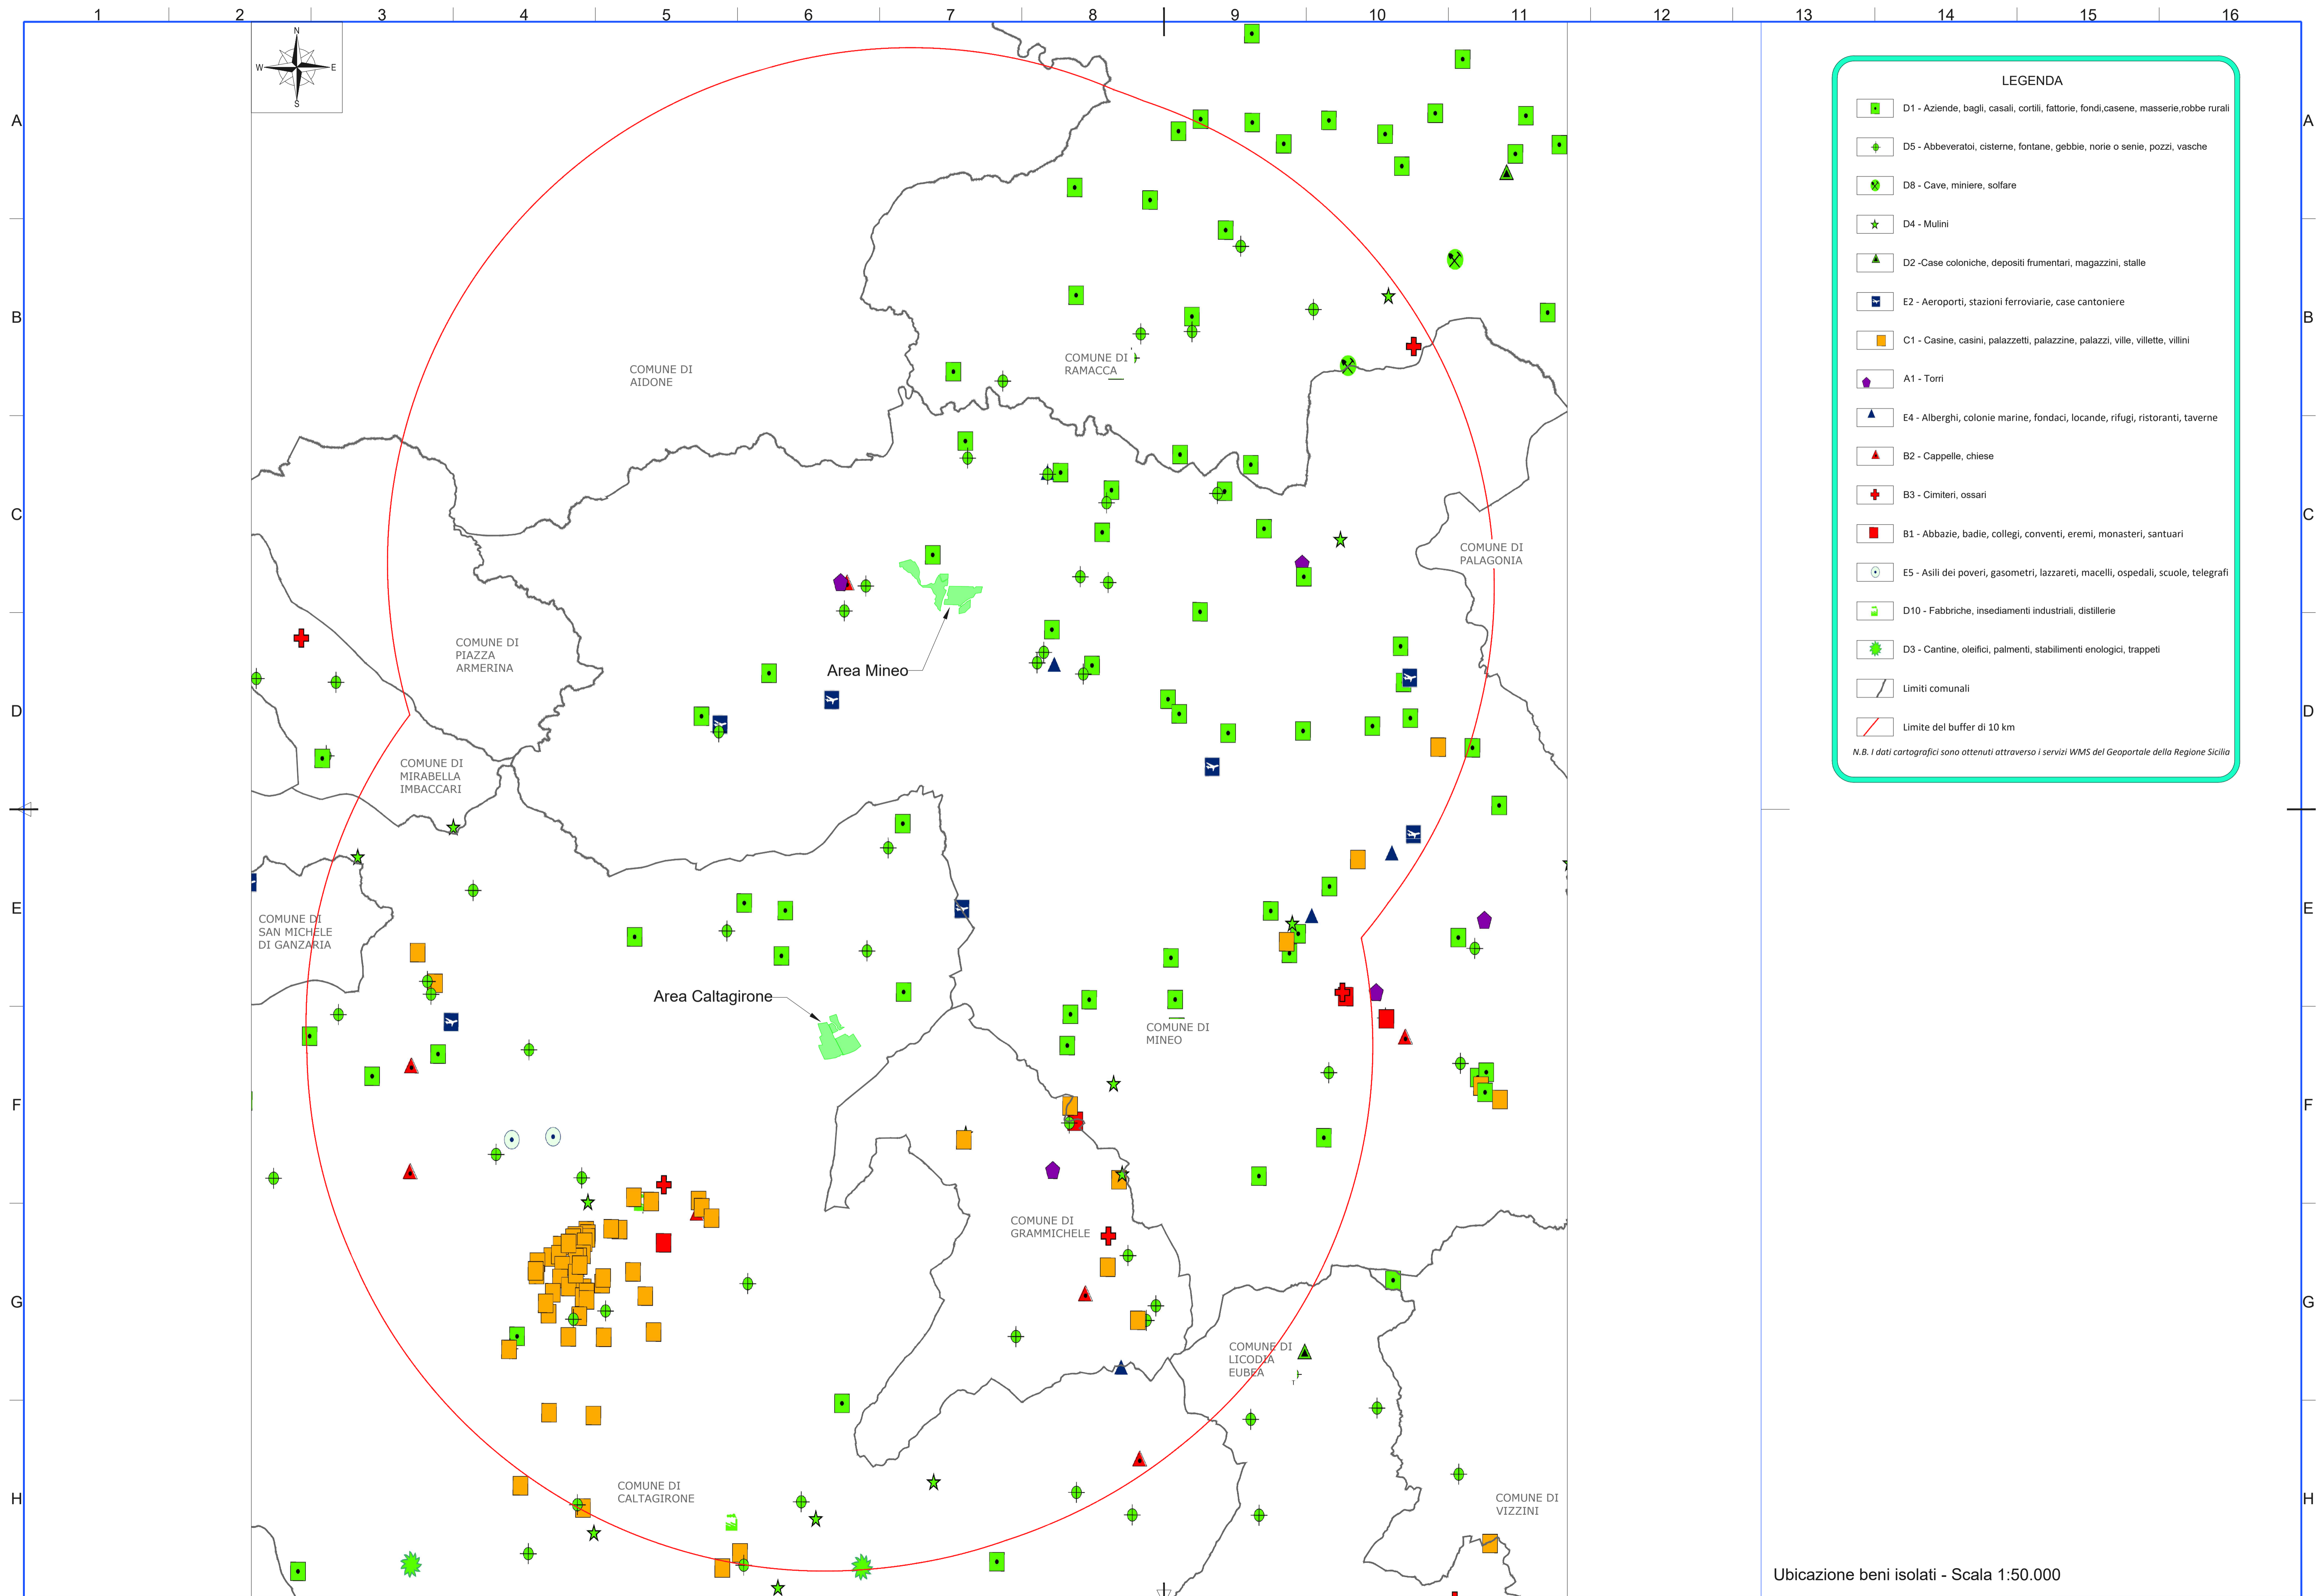 1 2 3 4 5 6 7 8 9 10 11 12 13 14 15 16
N
W E
S
LEGENDA
D1 - Aziende, bagli, casali, cortili, fattorie, fondi,casene, masserie,robbe rurali
D5 - Abbeveratoi, cisterne, fontane, gebbie, norie o senie, pozzi, vasche
D8 - Cave, miniere, solfare
D4 - Mulini
D2 -Case coloniche, depositi frumentari, magazzini, stalle
E2 - Aeroporti, stazioni ferroviarie, case cantoniere
C1 - Casine, casini, palazzetti, palazzine, palazzi, ville, villette, villini
A1 - Torri
E4 - Alberghi, colonie marine, fondaci, locande, rifugi, ristoranti, taverne
B2 - Cappelle, chiese
B3 - Cimiteri, ossari
B1 - Abbazie, badie, collegi, conventi, eremi, monasteri, santuari
E5 - Asili dei poveri, gasometri, lazzareti, macelli, ospedali, scuole, telegrafi
D10 - Fabbriche, insediamenti industriali, distillerie
D3 - Cantine, oleifici, palmenti, stabilimenti enologici, trappeti
Limiti comunali
Limite del buffer di 10 km
N.B. I dati cartografici sono ottenuti attraverso i servizi WMS del Geoportale della Regione Sicilia
A A
B B
COMUNE DI
RAMACCA
COMUNE DI
AIDONE
C C
COMUNE DI
PALAGONIA
COMUNE DI
PIAZZA
ARMERINA
Area Mineo
D D
COMUNE DI
MIRABELLA
IMBACCARI
E E
COMUNE DI
SAN MICHELE
DI GANZARIA
Area Caltagirone
COMUNE DI
MINEO
F F
COMUNE DI
GRAMMICHELE
G G
COMUNE DI
LICODIA
EUBEA
COMUNE DI
CALTAGIRONE
H H
COMUNE DI
VIZZINI
Ubicazione beni isolati - Scala 1:50.000